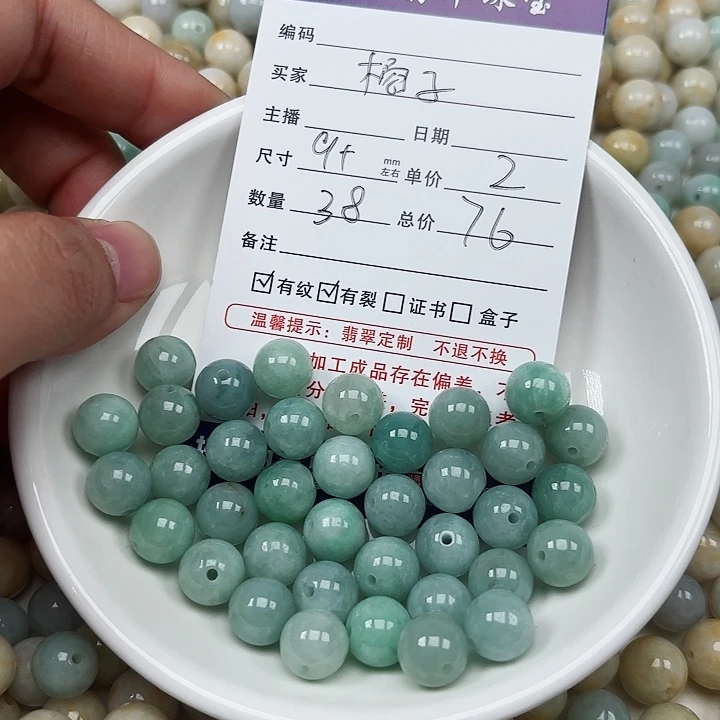 编码
买家 橘子
主播 日期
尺寸 9+ mm 左右 单价 2
数量 38 总价 76
备注
☑有纹☑有裂☐证书☐盒子
温馨提示：翡翠定制 不退不换
加工成品存在偏差，